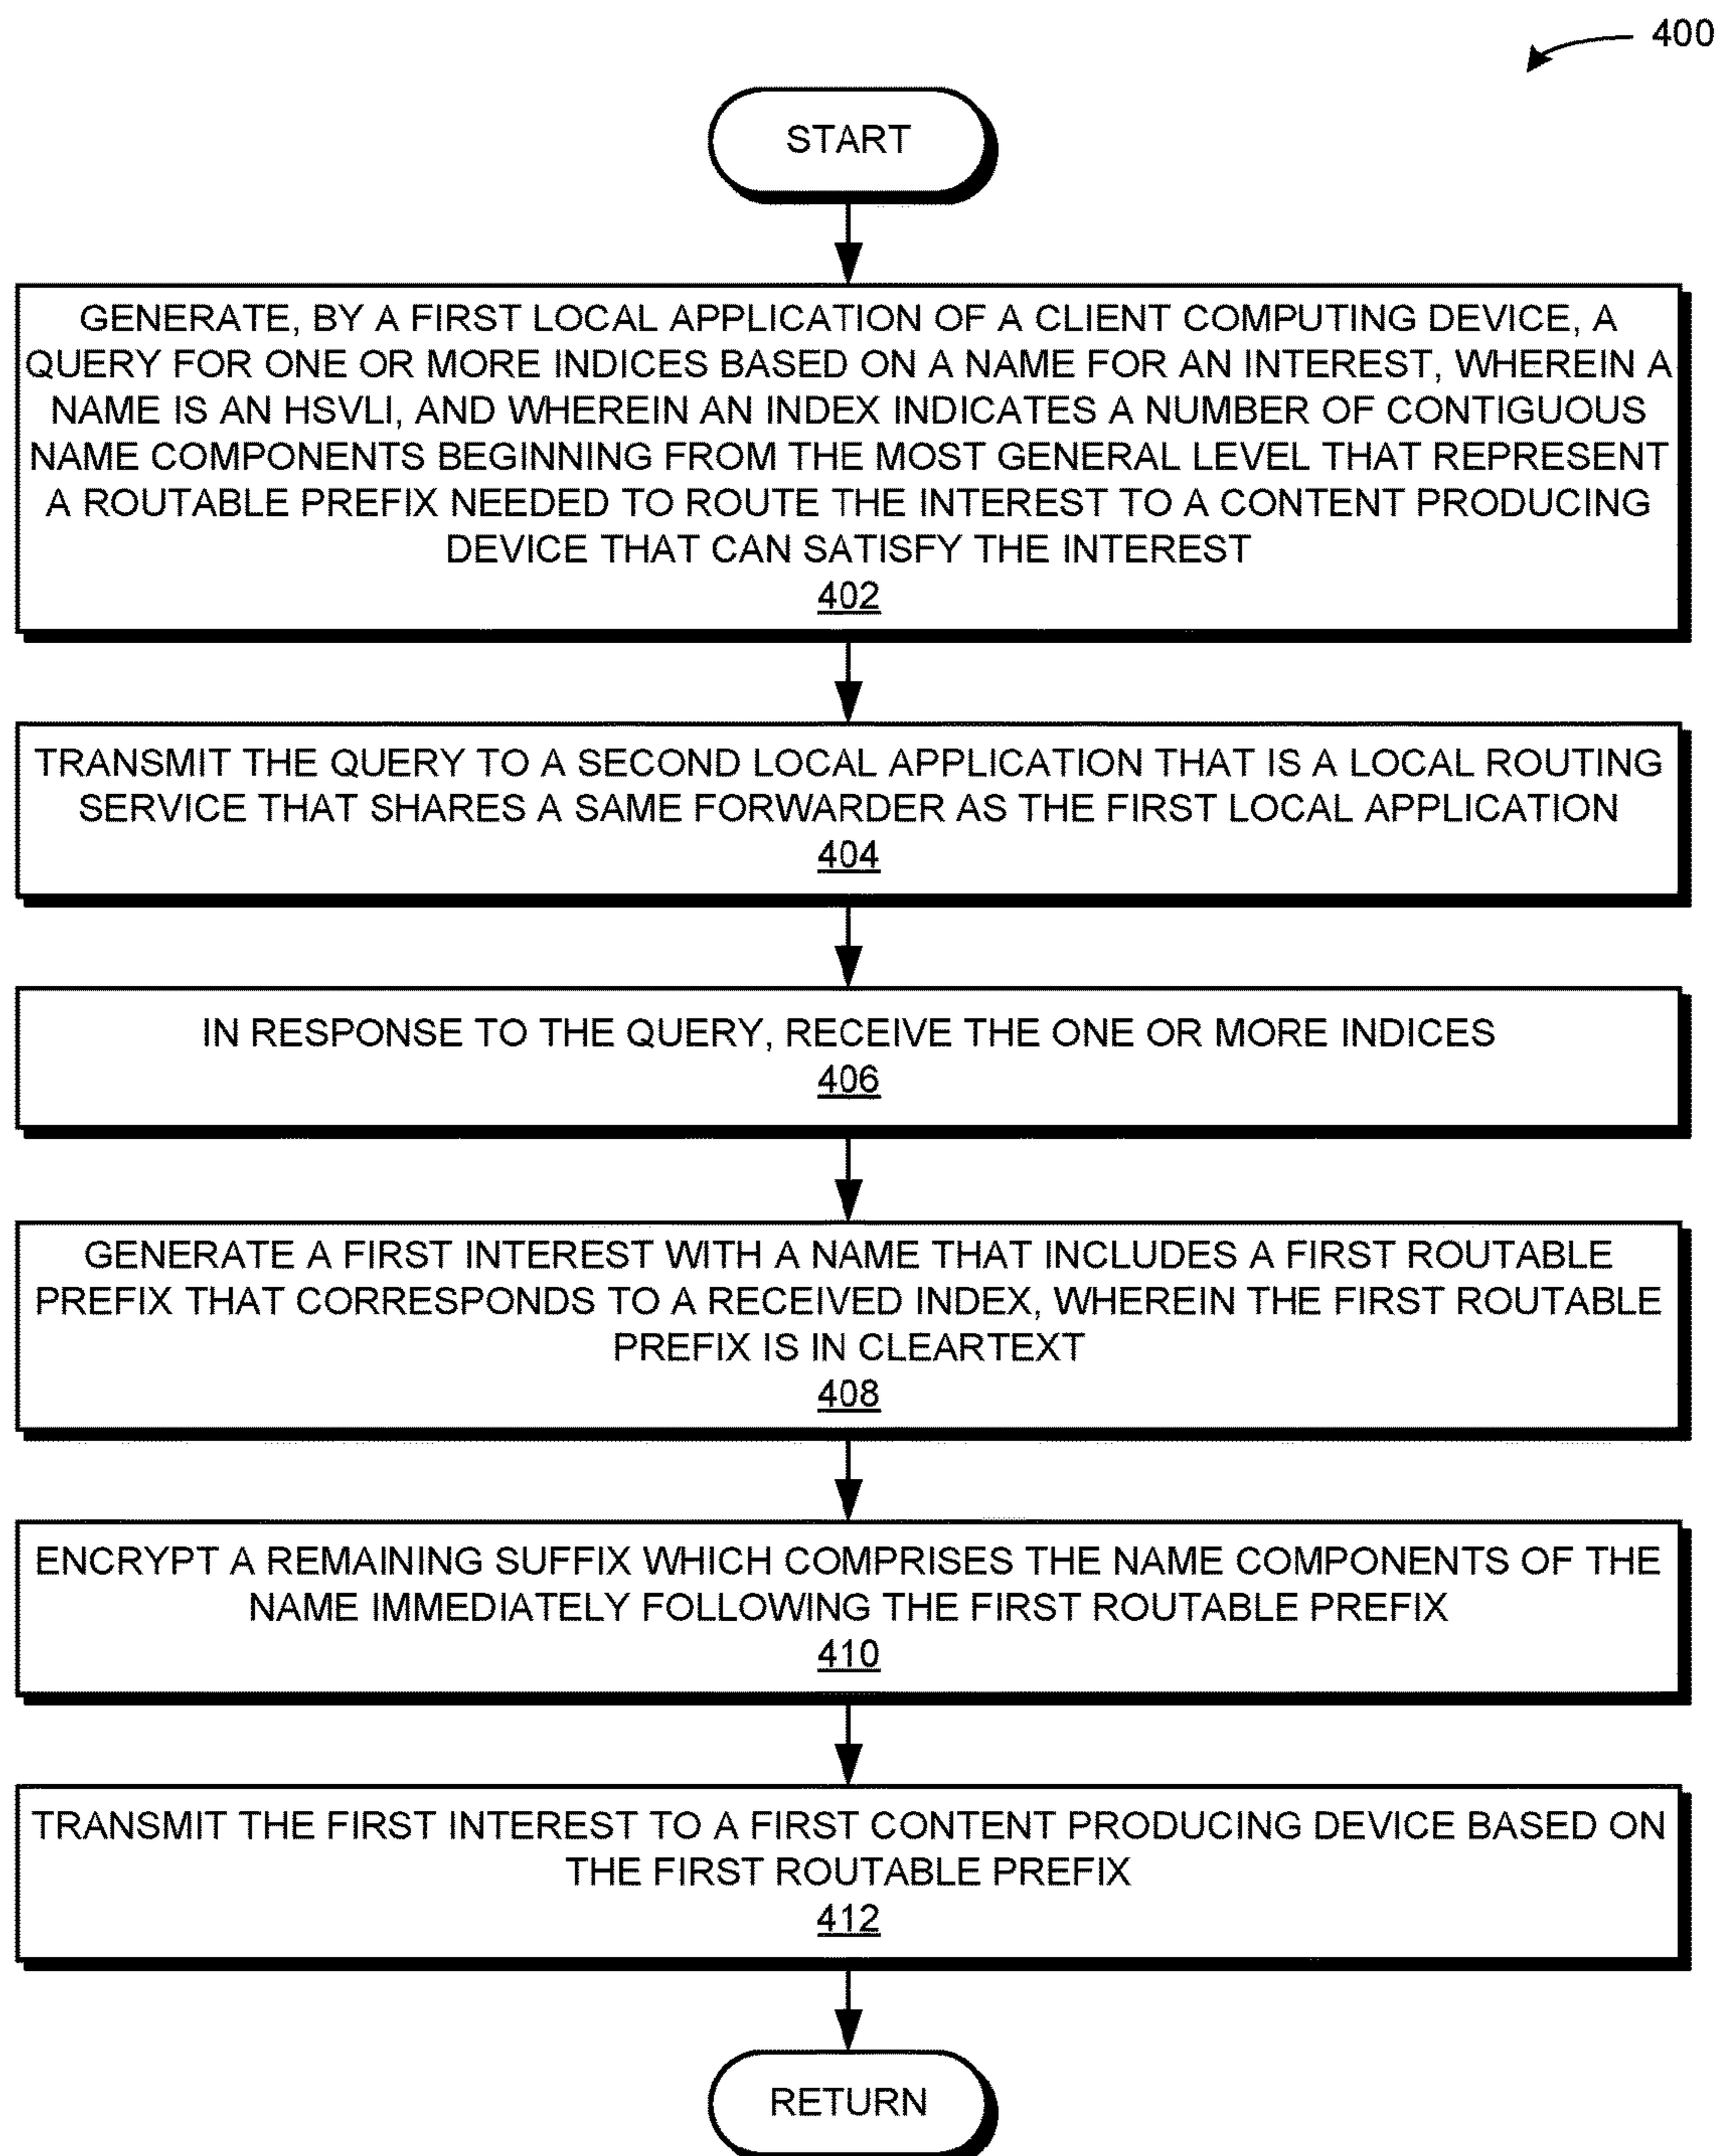 400
START
GENERATE, BY A FIRST LOCAL APPLICATION OF A CLIENT COMPUTING DEVICE, A
QUERY FOR ONE OR MORE INDICES BASED ON A NAME FOR AN INTEREST, WHEREIN A
NAME IS AN HSVLI, AND WHEREIN AN INDEX INDICATES A NUMBER OF CONTIGUOUS
NAME COMPONENTS BEGINNING FROM THE MOST GENERAL LEVEL THAT REPRESENT
A ROUTABLE PREFIX NEEDED TO ROUTE THE INTEREST TO A CONTENT PRODUCING
DEVICE THAT CAN SATISFY THE INTEREST
402
TRANSMIT THE QUERY TO A SECOND LOCAL APPLICATION THAT IS A LOCAL ROUTING
SERVICE THAT SHARES A SAME FORWARDER AS THE FIRST LOCAL APPLICATION
404
IN RESPONSE TO THE QUERY, RECEIVE THE ONE OR MORE INDICES
406
GENERATE A FIRST INTEREST WITH A NAME THAT INCLUDES A FIRST ROUTABLE
PREFIX THAT CORRESPONDS TO A RECEIVED INDEX, WHEREIN THE FIRST ROUTABLE
PREFIX IS IN CLEARTEXT
408
ENCRYPT A REMAINING SUFFIX WHICH COMPRISES THE NAME COMPONENTS OF THE
NAME IMMEDIATELY FOLLOWING THE FIRST ROUTABLE PREFIX
410
TRANSMIT THE FIRST INTEREST TO A FIRST CONTENT PRODUCING DEVICE BASED ON
THE FIRST ROUTABLE PREFIX
412
RETURN